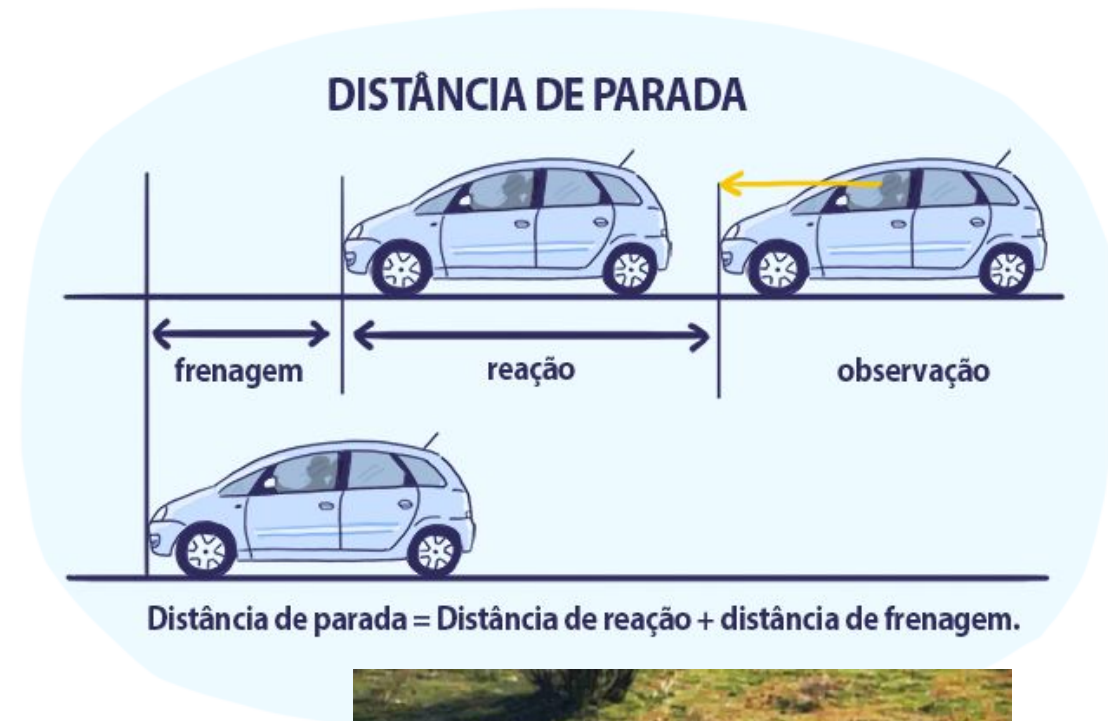 DISTÂNCIA DE PARADA
frenagem
reação
observação
Distância de parada = Distância de reação + distância de frenagem.